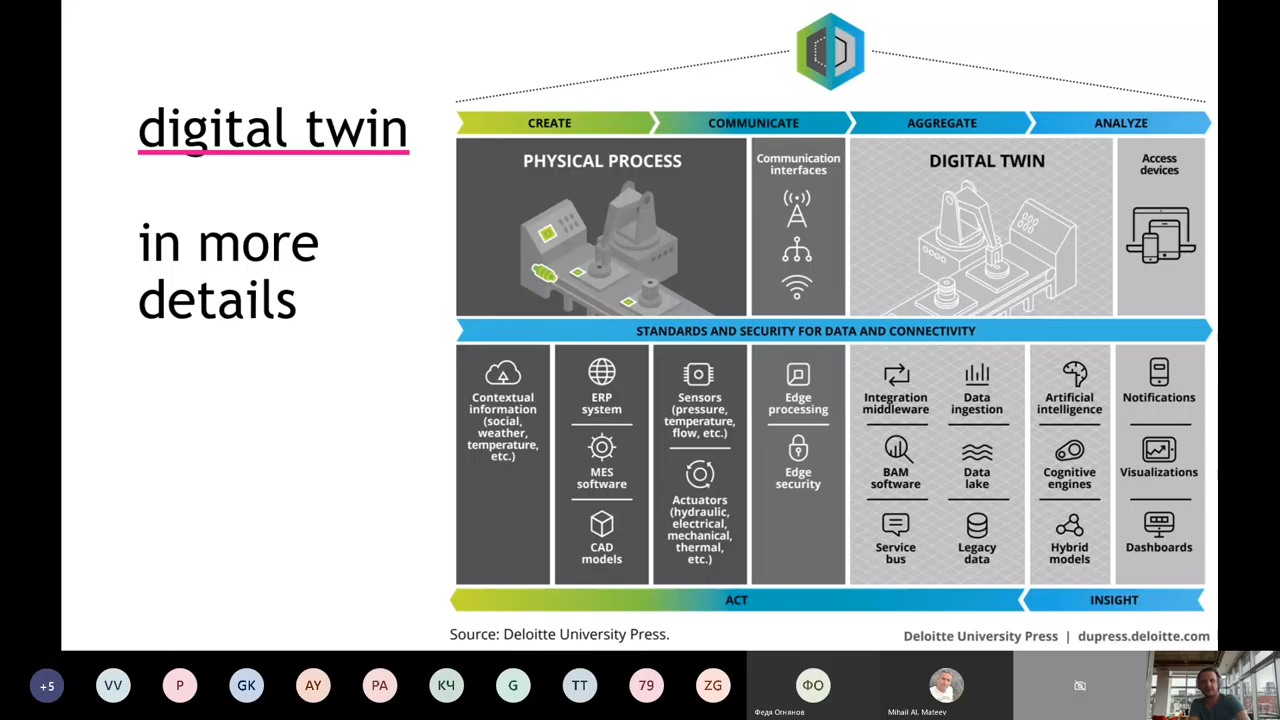 digital twin
in more
details
CREATE
COMMUNICATE
AGGREGATE
ANALYZE
PHYSICAL PROCESS
Communication
interfaces
DIGITAL TWIN
Access
devices
STANDARDS AND SECURITY FOR DATA AND CONNECTIVITY
Contextual
information
(social,
weather,
temperature,
etc.)
ERP
system
MES
software
CAD
models
Sensors
(pressure,
temperature,
flow, etc.)
Actuators
(hydraulic,
electrical,
mechanical,
thermal,
etc.)
Edge
processing
Edge
security
Integration
middleware
BAM
software
Service
bus
Data
ingestion
Data
lake
Legacy
data
Artificial
intelligence
Cognitive
engines
Hybrid
models
Notifications
Visualizations
Dashboards
ACT
INSIGHT
Source: Deloitte University Press.
Deloitte University Press | dupress.deloitte.com
+5
VV
P
GK
AY
PA
КЧ
G
TT
79
ZG
ФО
Федя Огнянов
Mihail Al. Mateev